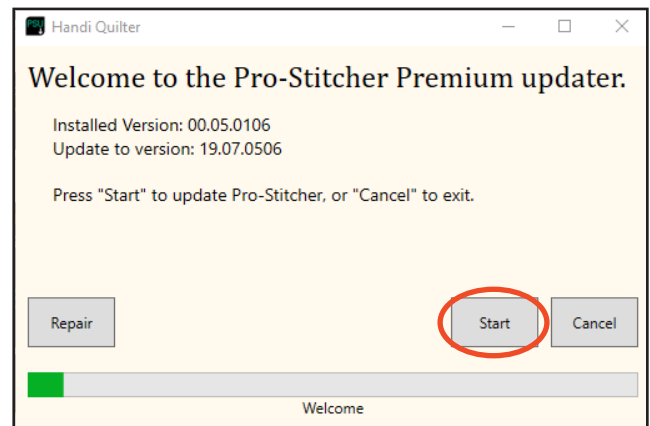 PSU
Handi Quilter
Welcome to the Pro-Stitcher Premium updater.
Installed Version: 00.05.0106
Update to version: 19.07.0506
Press "Start" to update Pro-Stitcher, or "Cancel" to exit.
Repair Start Cancel
Welcome